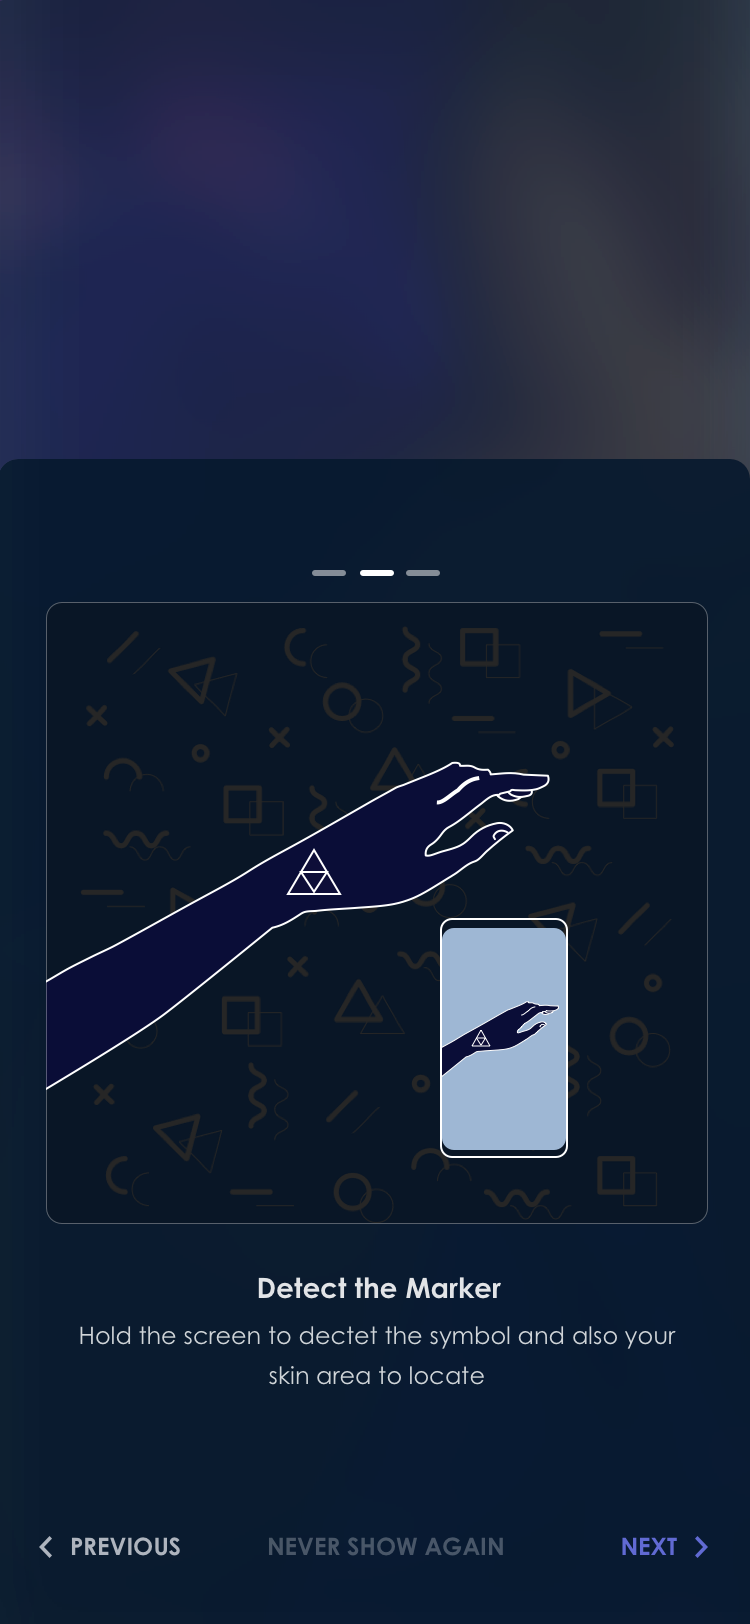 Detect the Marker
Hold the screen to dectet the symbol and also your
skin area to locate
PREVIOUS
NEVER SHOW AGAIN
NEXT